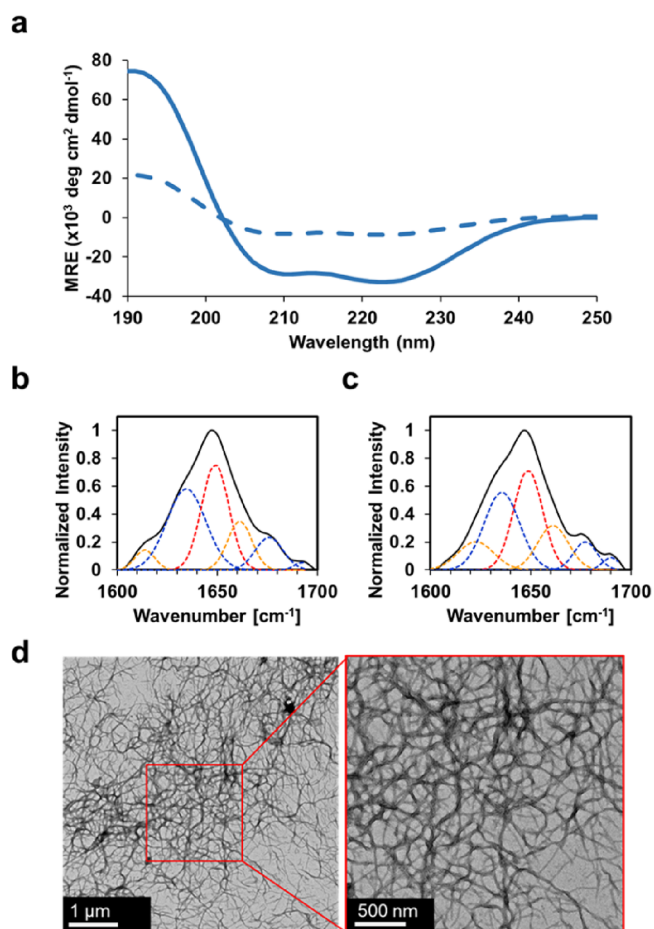 a
80
60
40
20
0
-20
-40
MRE (x10³ deg cm² dmol⁻¹)
190 200 210 220 230 240 250
Wavelength (nm)
b
1
0.8
0.6
0.4
0.2
0
Normalized Intensity
1600 1650 1700
Wavenumber [cm⁻¹]
c
1
0.8
0.6
0.4
0.2
0
Normalized Intensity
1600 1650 1700
Wavenumber [cm⁻¹]
d
1 µm
500 nm